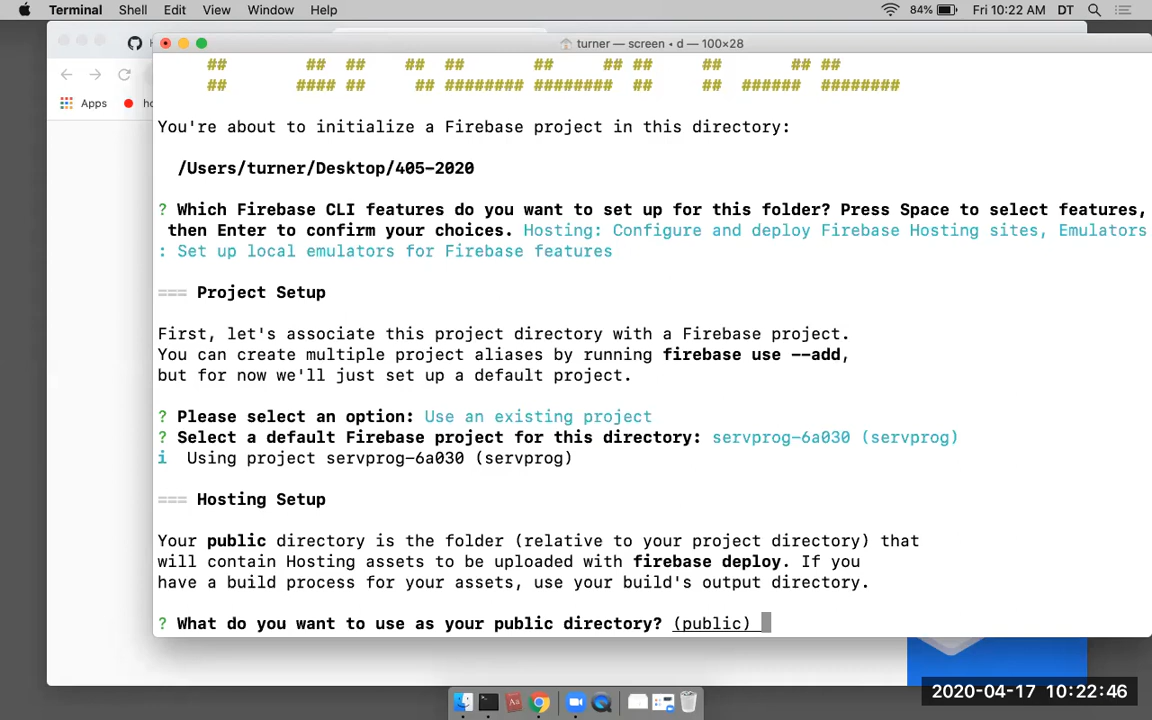 Terminal Shell Edit View Window Help 84% Fri 10:22 AM DT
turner — screen • d — 100×28
Apps ho
## ## ## ## ## ## ## ## ## ## ##
## #### ## ## ######## ######## ## ## ###### ########
You're about to initialize a Firebase project in this directory:
/Users/turner/Desktop/405-2020
? Which Firebase CLI features do you want to set up for this folder? Press Space to select features,
then Enter to confirm your choices. Hosting: Configure and deploy Firebase Hosting sites, Emulators
: Set up local emulators for Firebase features
=== Project Setup
First, let's associate this project directory with a Firebase project.
You can create multiple project aliases by running firebase use --add,
but for now we'll just set up a default project.
? Please select an option: Use an existing project
? Select a default Firebase project for this directory: servprog-6a030 (servprog)
i Using project servprog-6a030 (servprog)
=== Hosting Setup
Your public directory is the folder (relative to your project directory) that
will contain Hosting assets to be uploaded with firebase deploy. If you
have a build process for your assets, use your build's output directory.
? What do you want to use as your public directory? (public)
2020-04-17 10:22:46